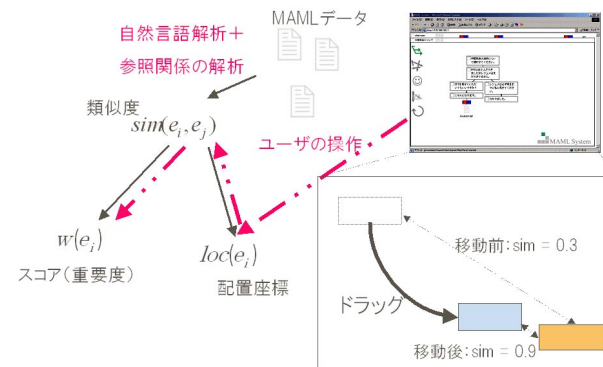 MAMLデータ
自然言語解析＋
参照関係の解析
類似度
sim(e_i, e_j)
ユーザの操作
w(e_i)
スコア（重要度）
loc(e_i)
配置座標
MAML System
移動前：sim = 0.3
ドラッグ
移動後：sim = 0.9